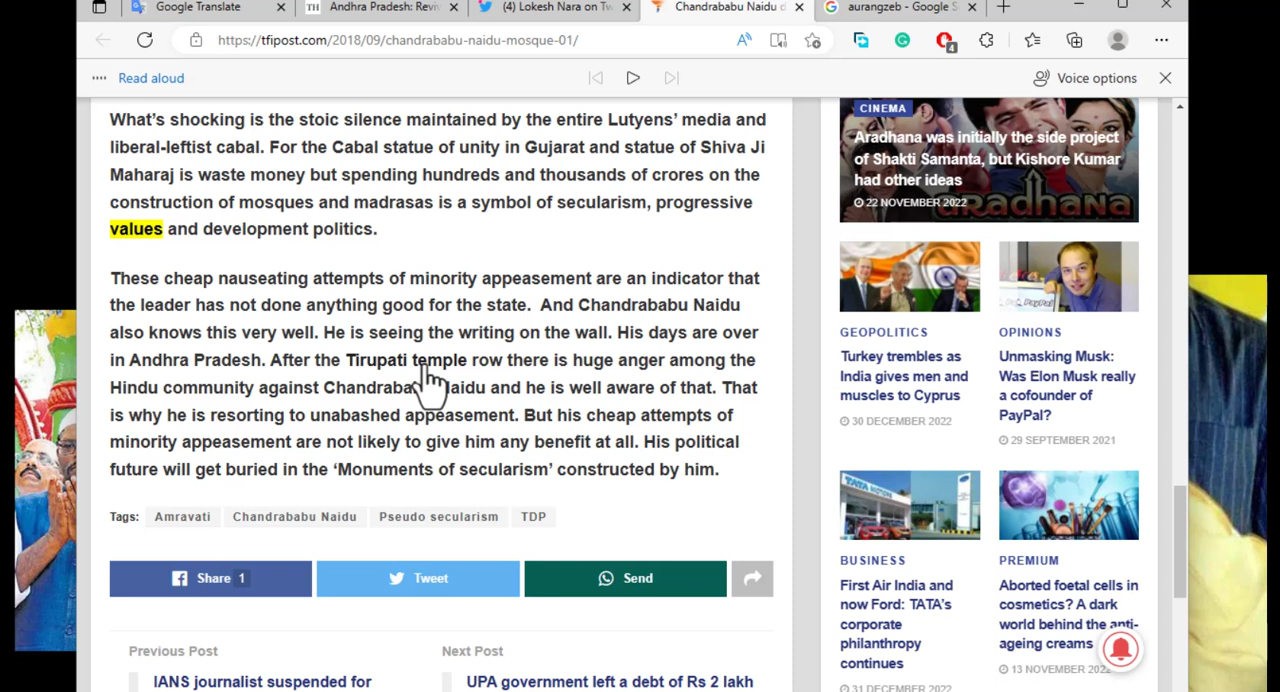 Google Translate
TH Andhra Pradesh: Reviv
(4) Lokesh Nara on Tw
Chandrababu Naidu d
aurangzeb - Google S
https://tfipost.com/2018/09/chandrababu-naidu-mosque-01/
4
Read aloud
Voice options
What's shocking is the stoic silence maintained by the entire Lutyens' media and
liberal-leftist cabal. For the Cabal statue of unity in Gujarat and statue of Shiva Ji
Maharaj is waste money but spending hundreds and thousands of crores on the
construction of mosques and madrasas is a symbol of secularism, progressive
values and development politics.
These cheap nauseating attempts of minority appeasement are an indicator that
the leader has not done anything good for the state. And Chandrababu Naidu
also knows this very well. He is seeing the writing on the wall. His days are over
in Andhra Pradesh. After the Tirupati temple row there is huge anger among the
Hindu community against Chandraba Naidu and he is well aware of that. That
is why he is resorting to unabashed appeasement. But his cheap attempts of
minority appeasement are not likely to give him any benefit at all. His political
future will get buried in the ‘Monuments of secularism’ constructed by him.
Tags: Amravati Chandrababu Naidu Pseudo secularism TDP
Share 1
Tweet
Send
Previous Post
IANS journalist suspended for
Next Post
UPA government left a debt of Rs 2 lakh
CINEMA
Aradhana was initially the side project
of Shakti Samanta, but Kishore Kumar
had other ideas
22 NOVEMBER 2022
GEOPOLITICS
Turkey trembles as
India gives men and
muscles to Cyprus
30 DECEMBER 2022
OPINIONS
Unmasking Musk:
Was Elon Musk really
a cofounder of
PayPal?
29 SEPTEMBER 2021
BUSINESS
First Air India and
now Ford: TATA's
corporate
philanthropy
continues
31 DECEMBER 2022
PREMIUM
Aborted foetal cells in
cosmetics? A dark
world behind the anti-
ageing creams
13 NOVEMBER 2022